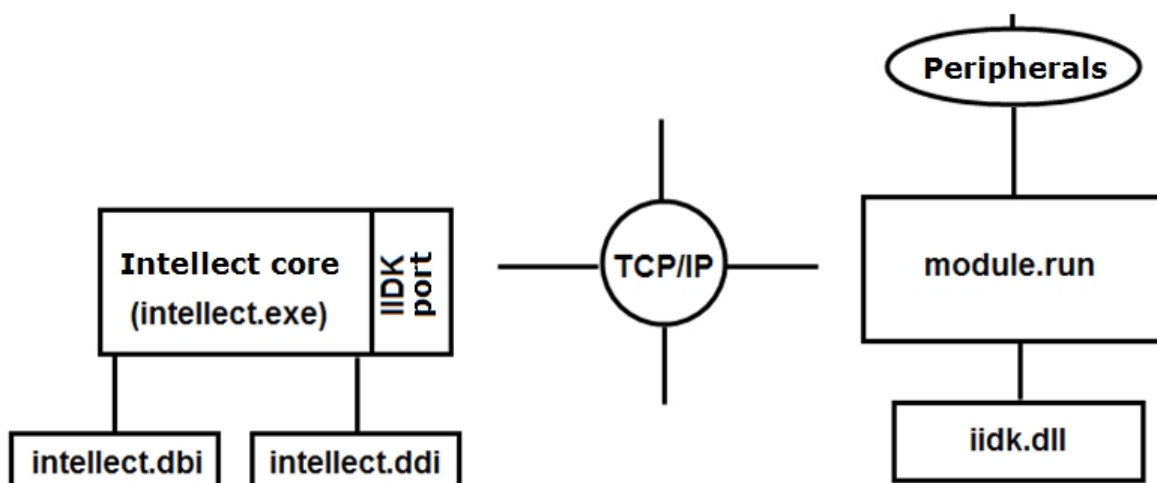 Peripherals
Intellect core
(intellect.exe)
IIDK
port
TCP/IP
module.run
intellect.dbi
intellect.ddi
iidk.dll